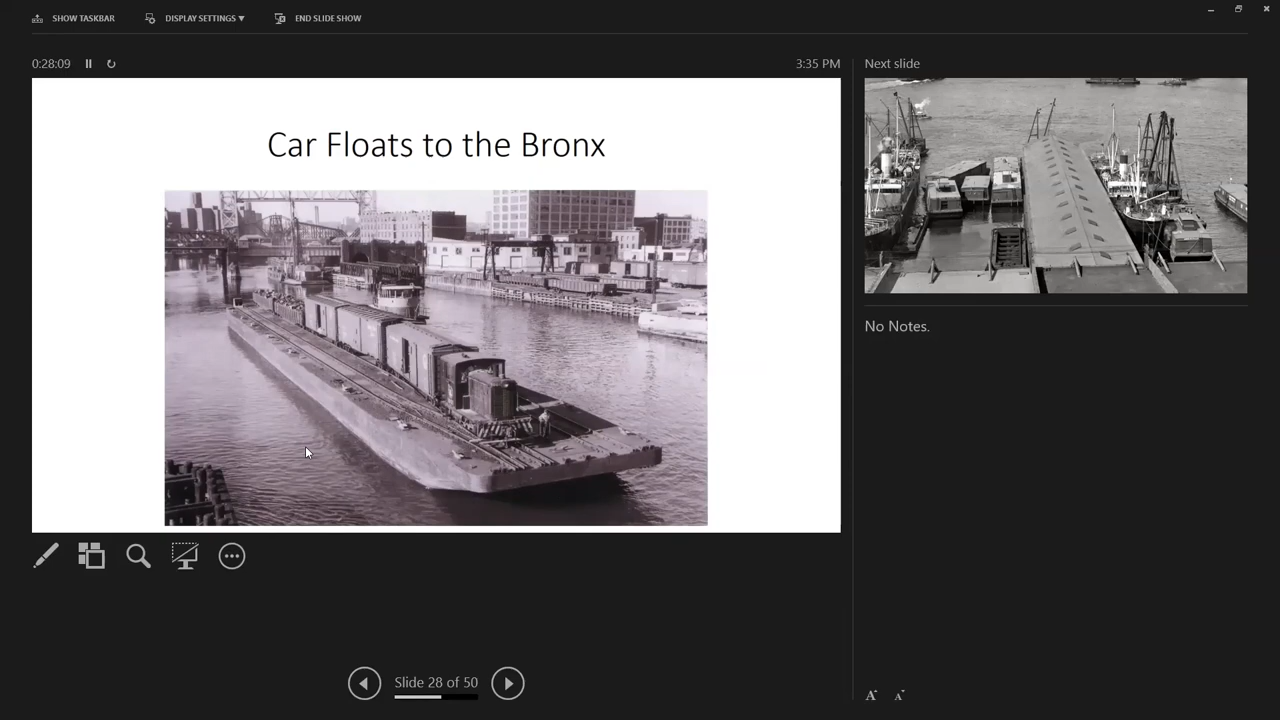 SHOW TASKBAR
DISPLAY SETTINGS ▼
END SLIDE SHOW
0:28:09
3:35 PM
Next slide
Car Floats to the Bronx
No Notes.
Slide 28 of 50
A
A